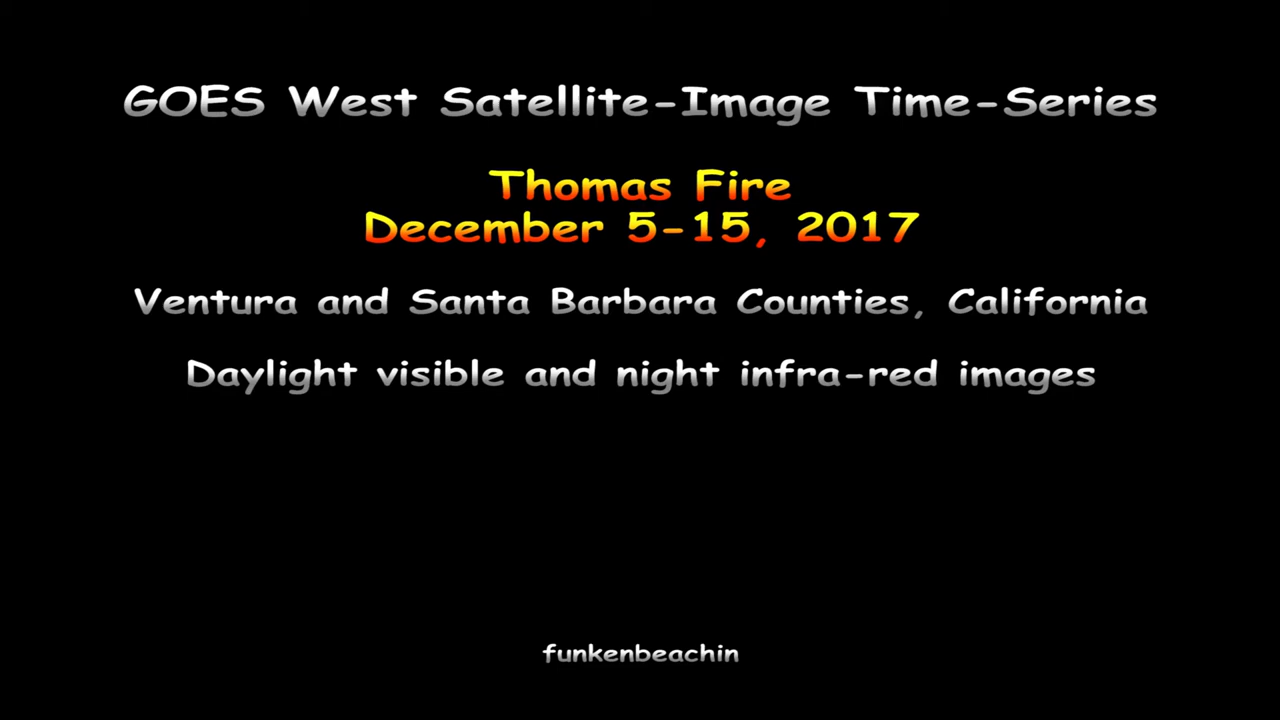 GOES West Satellite-Image Time-Series
Thomas Fire
December 5-15, 2017
Ventura and Santa Barbara Counties, California
Daylight visible and night infra-red images
funkenbeachin